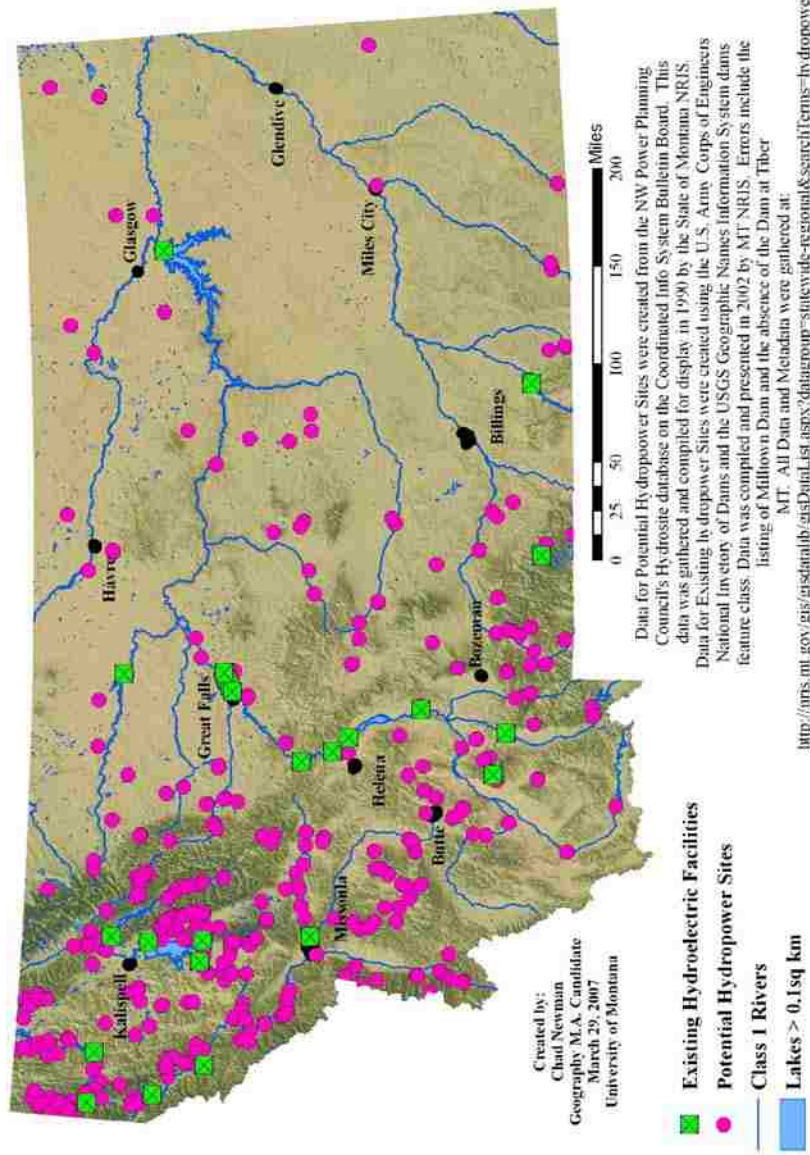 Glasgow
Glendive
Havre
Miles City
Great Falls
Billings
Kalispell
Helena
Bozeman
Missoula
Butte
0 25 50 100 150 200 Miles
Created by:
Chad Newman
Geography M.A. Candidate
March 29, 2007
University of Montana
Existing Hydroelectric Facilities
Potential Hydropower Sites
Class 1 Rivers
Lakes > 0.1sq km
Data for Potential Hydropower Sites were created from the NW Power Planning
Council's Hydrosite database on the Coordinated Info System Bulletin Board. This
data was gathered and compiled for display in 1990 by the State of Montana NRIS.
Data for Existing hydropower Sites were created using the U.S. Army Corps of Engineers
National Invetory of Dams and the USGS Geographic Names Information System dams
feature class. Data was compiled and presented in 2002 by MT NRIS. Errors include the
listing of Milltown Dam and the absence of the Dam at Tiber
MT. All Data and Metadata were gathered at: